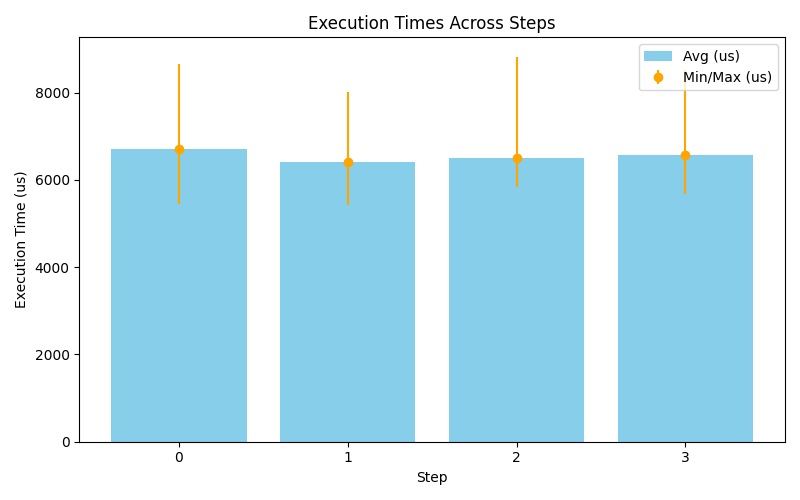 Execution Times Across Steps
Avg (us)
Min/Max (us)
Execution Time (us)
8000
6000
4000
2000
0
0 1 2 3
Step